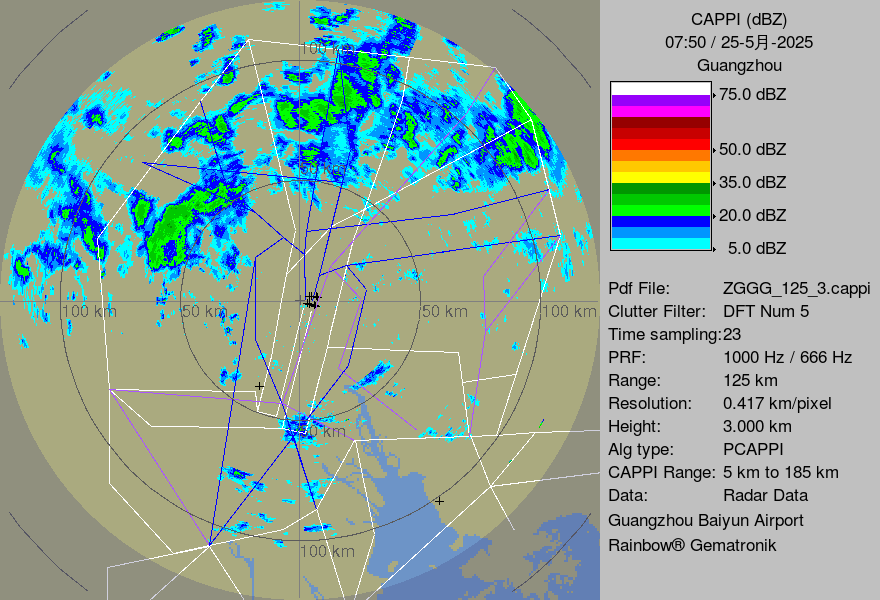 CAPPI (dBZ)
07:50 / 25-5月-2025
Guangzhou
75.0 dBZ
50.0 dBZ
35.0 dBZ
20.0 dBZ
5.0 dBZ
Pdf File: ZGGG_125_3.cappi
Clutter Filter: DFT Num 5
Time sampling:23
PRF: 1000 Hz / 666 Hz
Range: 125 km
Resolution: 0.417 km/pixel
Height: 3.000 km
Alg type: PCAPPI
CAPPI Range: 5 km to 185 km
Data: Radar Data
Guangzhou Baiyun Airport
Rainbow® Gematronik
100 km
100 km
50 km
50 km
100 km
km
100 km